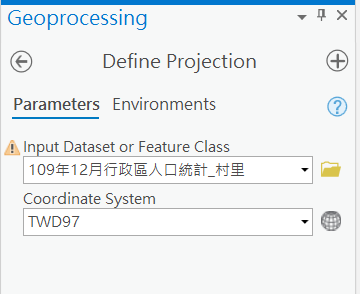 Geoprocessing
Define Projection
Parameters Environments
Input Dataset or Feature Class
109年12月行政區人口統計_村里
Coordinate System
TWD97